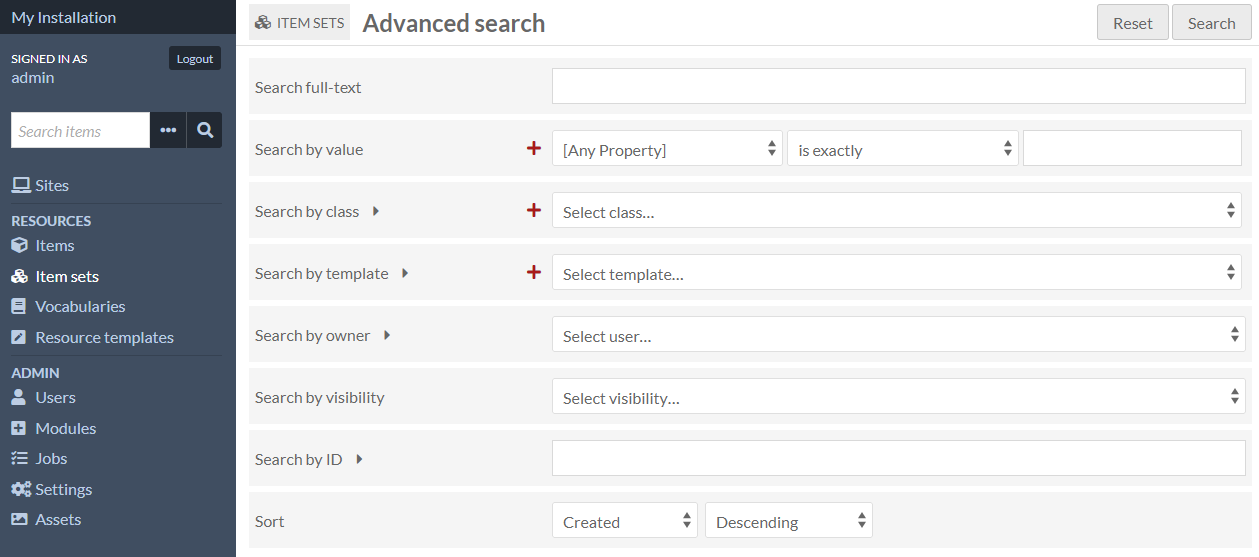 My Installation
SIGNED IN AS
Logout
admin
Search items
Sites
RESOURCES
Items
Item sets
Vocabularies
Resource templates
ADMIN
Users
Modules
Jobs
Settings
Assets
ITEM SETS Advanced search
Reset Search
Search full-text
Search by value [Any Property] is exactly
Search by class Select class...
Search by template Select template...
Search by owner Select user...
Search by visibility Select visibility...
Search by ID
Sort Created Descending